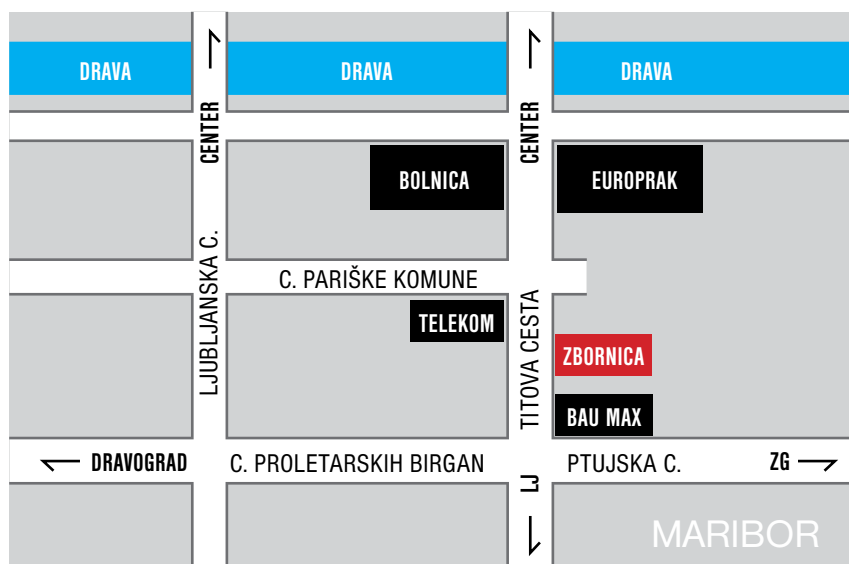 DRAVA
DRAVA
DRAVA
CENTER
CENTER
BOLNICA
EUROPRAK
LJUBLJANSKA C.
C. PARIŠKE KOMUNE
TELEKOM
TITOVA CESTA
ZBORNICA
BAU MAX
DRAVOGRAD
C. PROLETARSKIH BIRGAN
PTUJSKA C.
ZG
LJ
MARIBOR